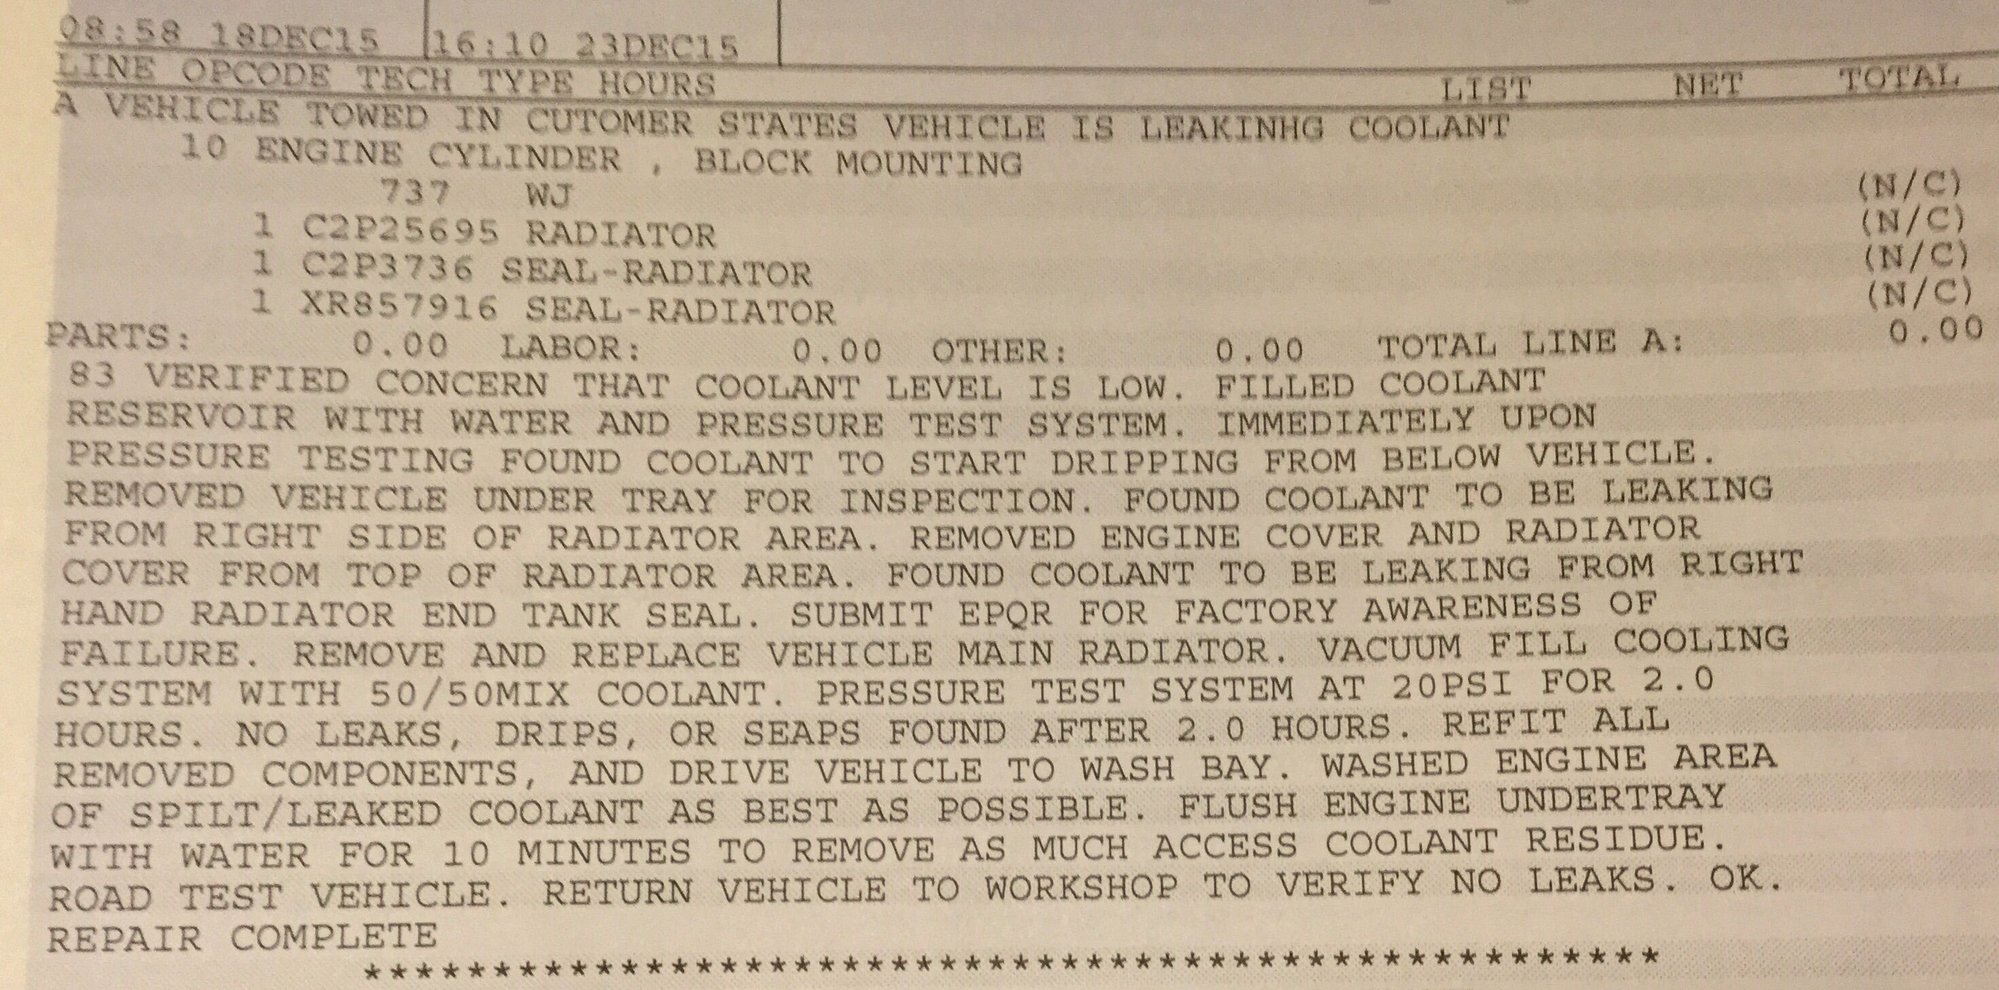 08:58 18DEC15 16:10 23DEC15
LINE OPCODE TECH TYPE HOURS LIST NET TOTAL
A VEHICLE TOWED IN CUTOMER STATES VEHICLE IS LEAKINHG COOLANT
10 ENGINE CYLINDER , BLOCK MOUNTING
737 WJ (N/C)
1 C2P25695 RADIATOR (N/C)
1 C2P3736 SEAL-RADIATOR (N/C)
1 XR857916 SEAL-RADIATOR (N/C)
PARTS: 0.00 LABOR: 0.00 OTHER: 0.00 TOTAL LINE A: 0.00
83 VERIFIED CONCERN THAT COOLANT LEVEL IS LOW. FILLED COOLANT
RESERVOIR WITH WATER AND PRESSURE TEST SYSTEM. IMMEDIATELY UPON
PRESSURE TESTING FOUND COOLANT TO START DRIPPING FROM BELOW VEHICLE.
REMOVED VEHICLE UNDER TRAY FOR INSPECTION. FOUND COOLANT TO BE LEAKING
FROM RIGHT SIDE OF RADIATOR AREA. REMOVED ENGINE COVER AND RADIATOR
COVER FROM TOP OF RADIATOR AREA. FOUND COOLANT TO BE LEAKING FROM RIGHT
HAND RADIATOR END TANK SEAL. SUBMIT EPQR FOR FACTORY AWARENESS OF
FAILURE. REMOVE AND REPLACE VEHICLE MAIN RADIATOR. VACUUM FILL COOLING
SYSTEM WITH 50/50MIX COOLANT. PRESSURE TEST SYSTEM AT 20PSI FOR 2.0
HOURS. NO LEAKS, DRIPS, OR SEAPS FOUND AFTER 2.0 HOURS. REFIT ALL
REMOVED COMPONENTS, AND DRIVE VEHICLE TO WASH BAY. WASHED ENGINE AREA
OF SPILT/LEAKED COOLANT AS BEST AS POSSIBLE. FLUSH ENGINE UNDERTRAY
WITH WATER FOR 10 MINUTES TO REMOVE AS MUCH ACCESS COOLANT RESIDUE.
ROAD TEST VEHICLE. RETURN VEHICLE TO WORKSHOP TO VERIFY NO LEAKS. OK.
REPAIR COMPLETE
******************************************************